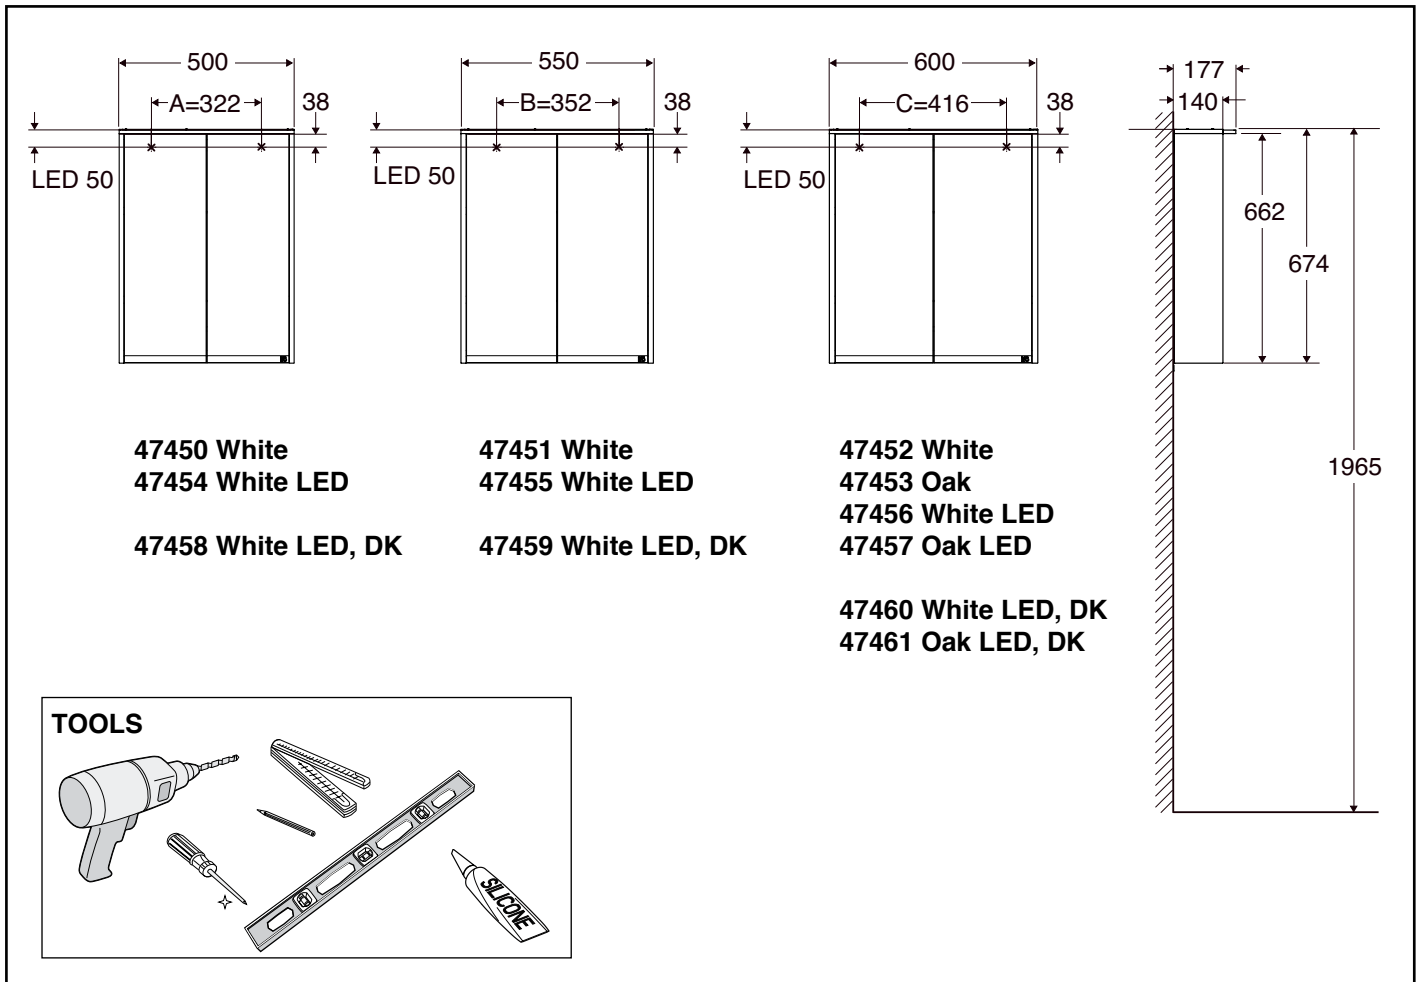 500
A=322
38
LED 50
550
B=352
38
LED 50
600
C=416
38
LED 50
177
140
662
674
1965
47450 White
47454 White LED
47458 White LED, DK
47451 White
47455 White LED
47459 White LED, DK
47452 White
47453 Oak
47456 White LED
47457 Oak LED
47460 White LED, DK
47461 Oak LED, DK
TOOLS
SILICONE